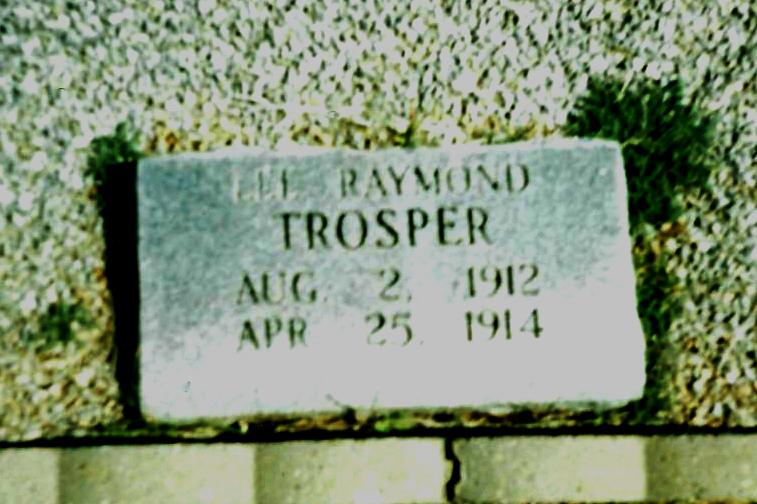 LEE RAYMOND
TROSPER
AUG. 2, 1912
APR 25, 1914